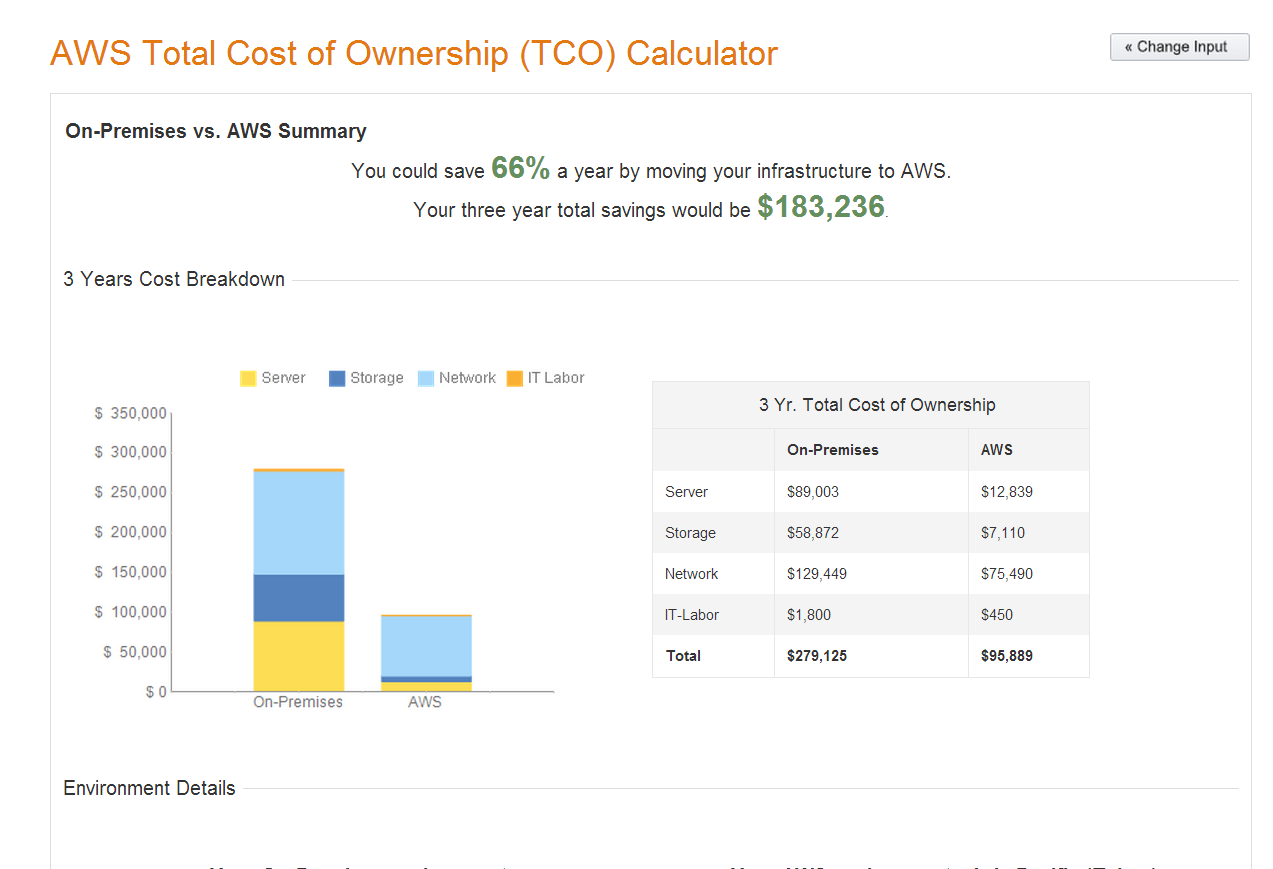 AWS Total Cost of Ownership (TCO) Calculator
« Change Input
On-Premises vs. AWS Summary
You could save 66% a year by moving your infrastructure to AWS.
Your three year total savings would be $183,236.
3 Years Cost Breakdown
Server Storage Network IT Labor
$ 350,000
$ 300,000
$ 250,000
$ 200,000
$ 150,000
$ 100,000
$ 50,000
$ 0
On-Premises AWS
3 Yr. Total Cost of Ownership
On-Premises AWS
Server $89,003 $12,839
Storage $58,872 $7,110
Network $129,449 $75,490
IT-Labor $1,800 $450
Total $279,125 $95,889
Environment Details